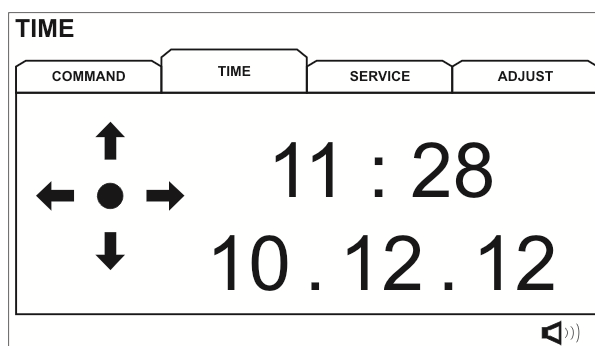 TIME
COMMAND TIME SERVICE ADJUST
11 : 28
10 . 12 . 12